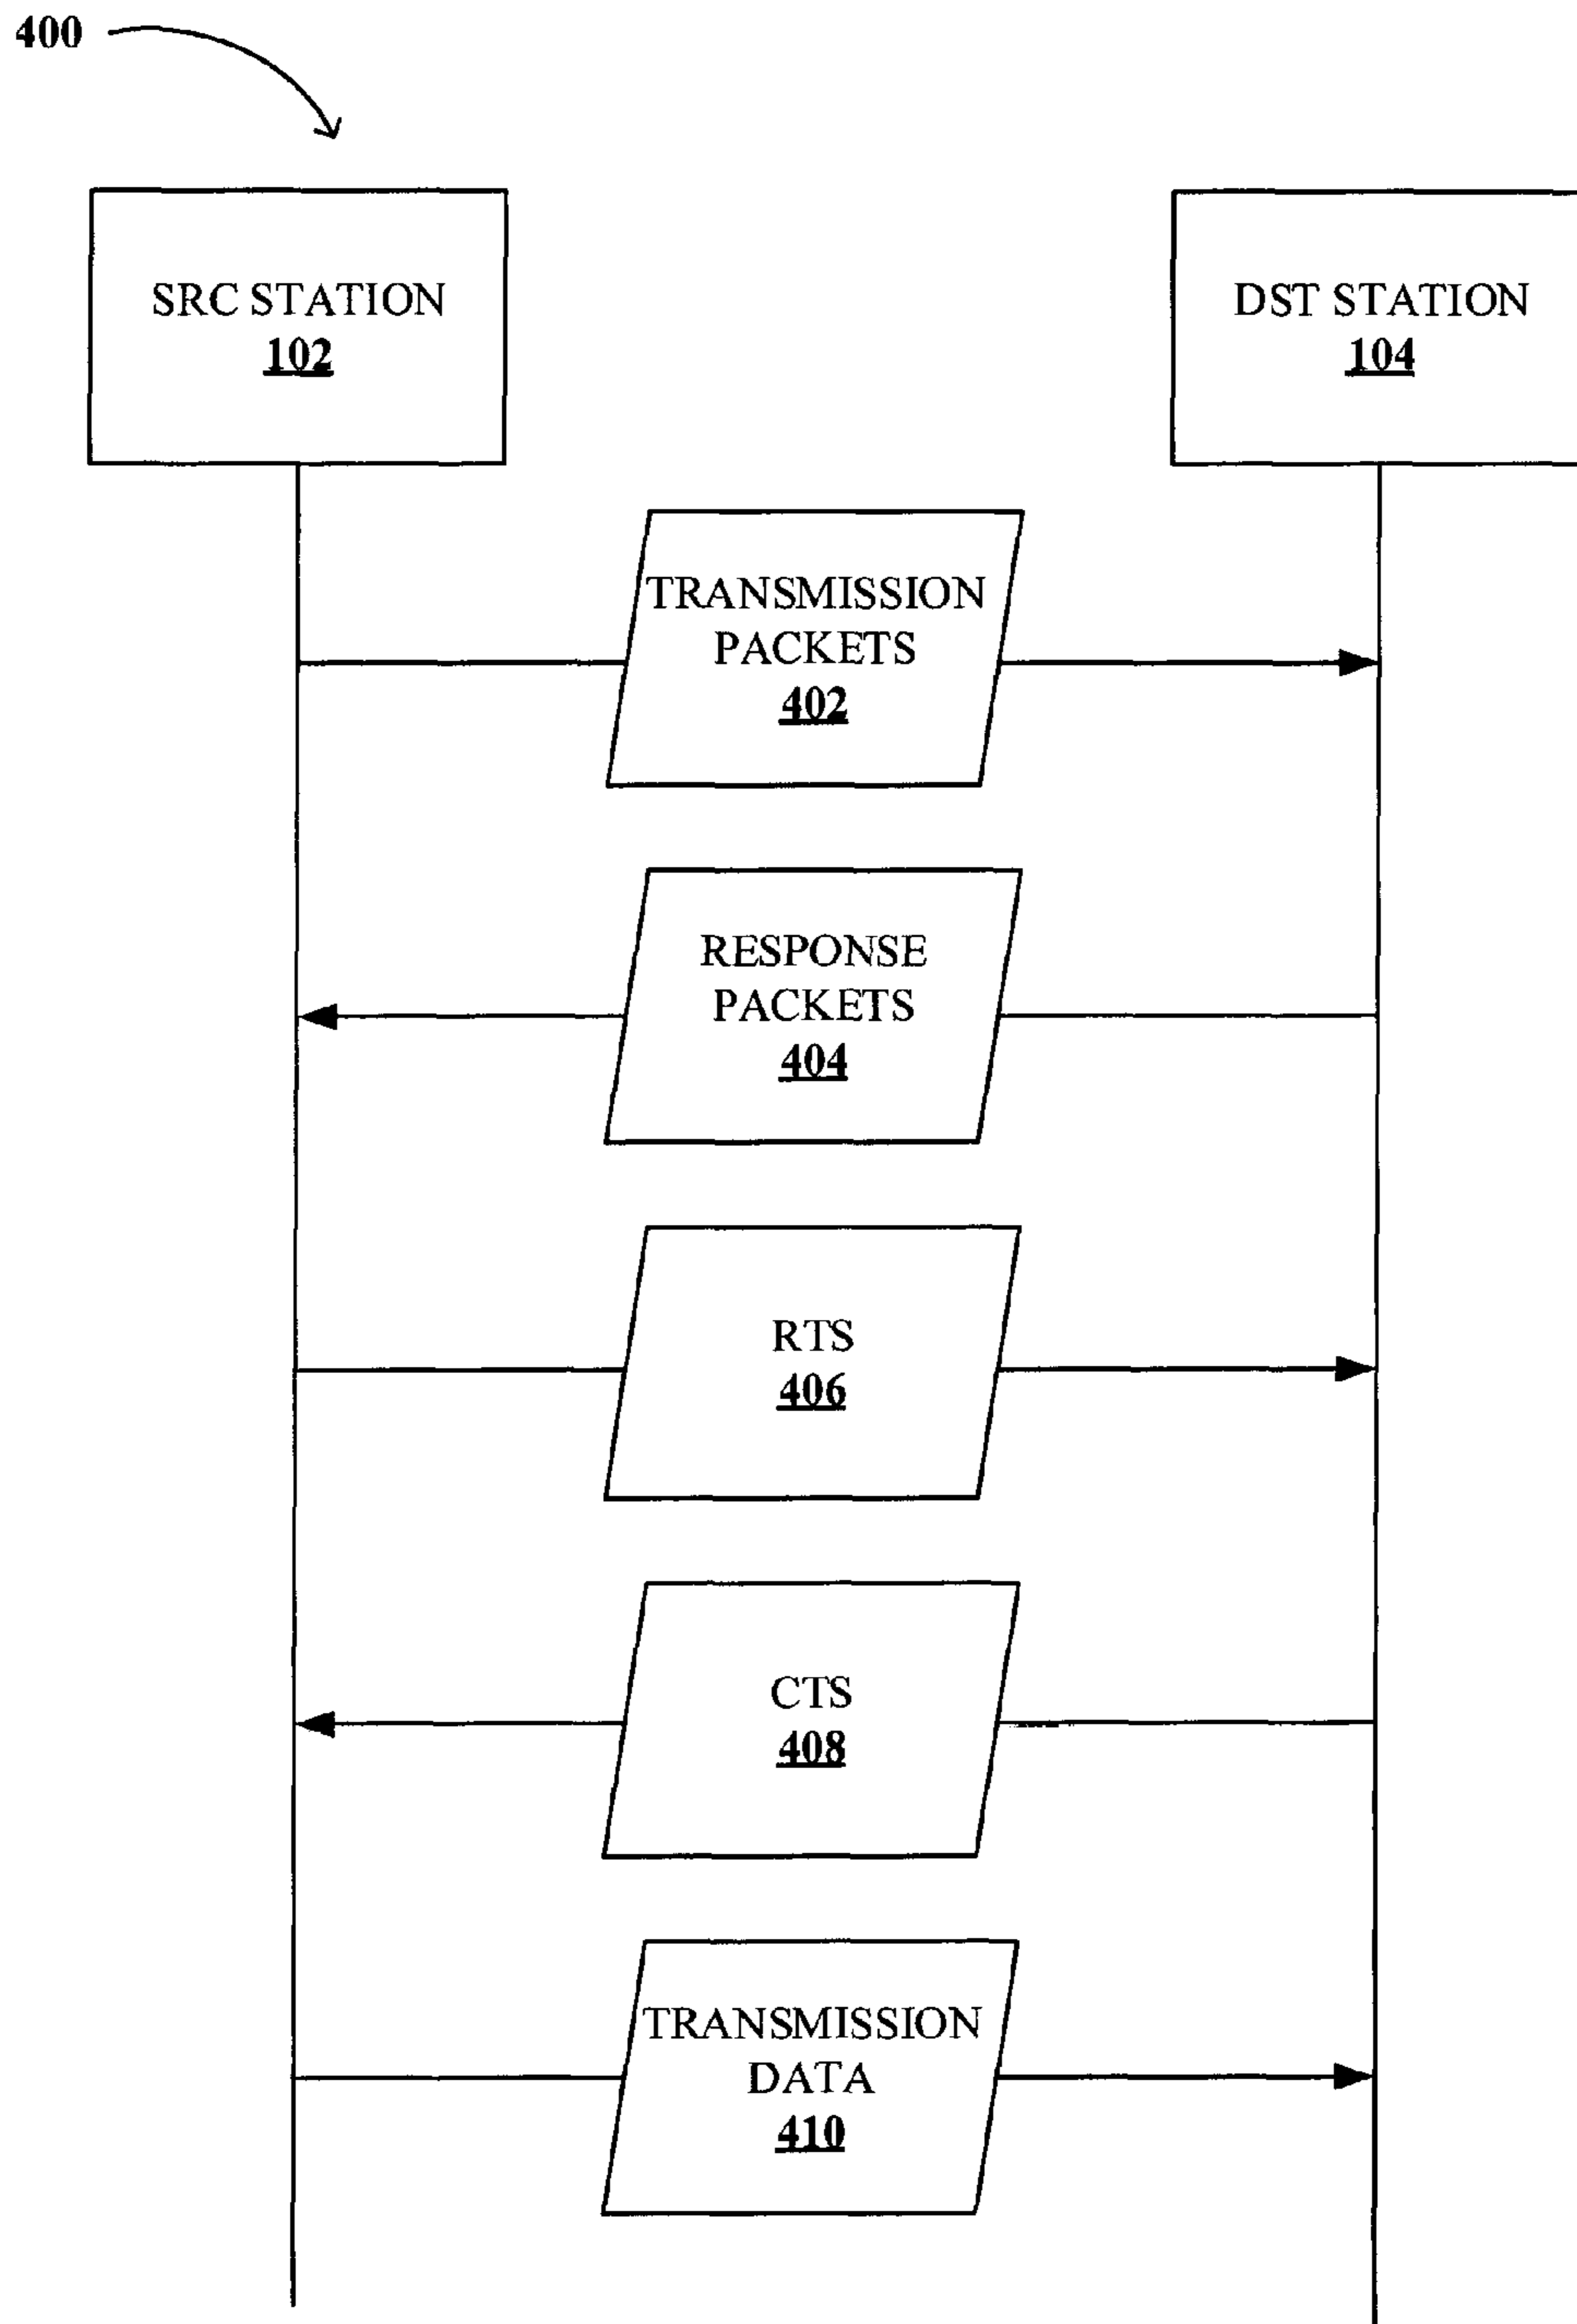 400
SRC STATION
102
DST STATION
104
TRANSMISSION
PACKETS
402
RESPONSE
PACKETS
404
RTS
406
CTS
408
TRANSMISSION
DATA
410